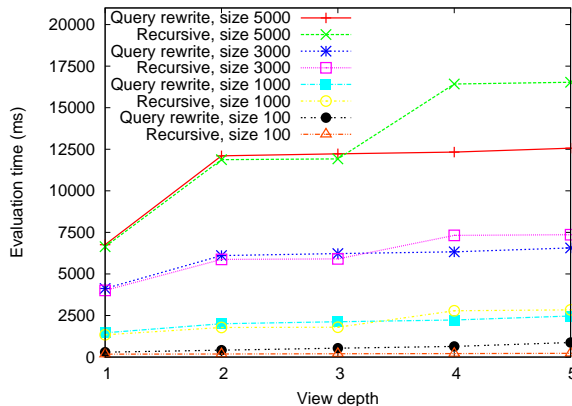 Query rewrite, size 5000
Recursive, size 5000
Query rewrite, size 3000
Recursive, size 3000
Query rewrite, size 1000
Recursive, size 1000
Query rewrite, size 100
Recursive, size 100
20000
17500
15000
12500
10000
7500
5000
2500
0
Evaluation time (ms)
1 2 3 4 5
View depth